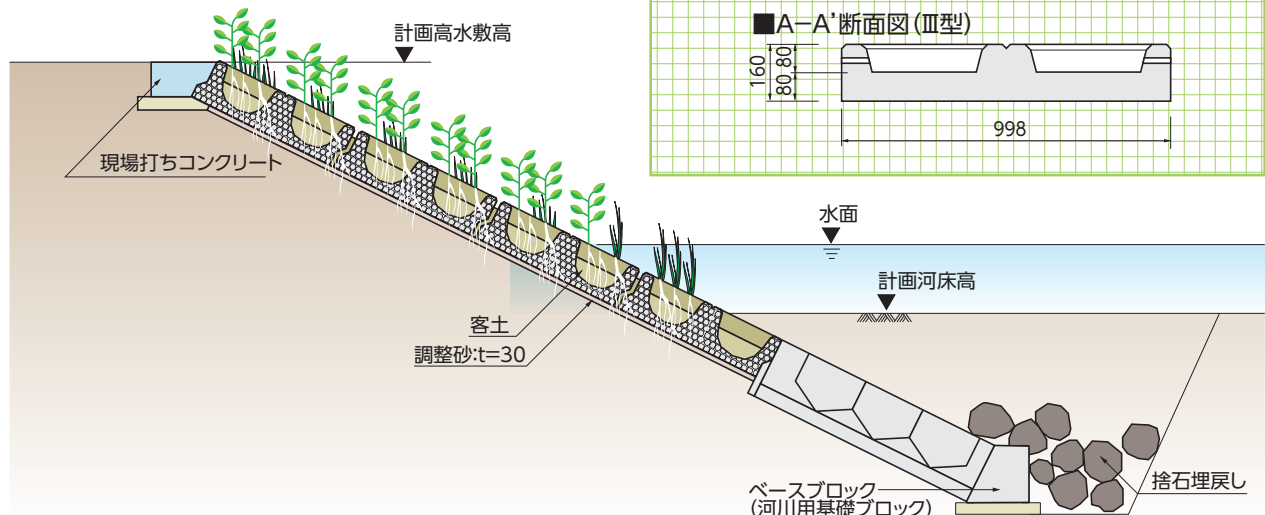 計画高水敷高
■A−A’断面図(Ⅲ型)
160
80
80
998
現場打ちコンクリート
水面
計画河床高
客土
調整砂:t=30
捨石埋戻し
ベースブロック
(河川用基礎ブロック)